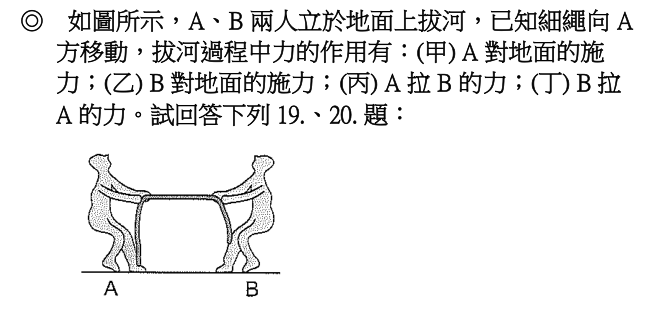 ◎ 如圖所示，A、B 兩人立於地面上拔河，已知細繩向 A
方移動，拔河過程中力的作用有：(甲) A 對地面的施
力；(乙) B 對地面的施力；(丙) A 拉 B 的力；(丁) B 拉
A 的力。試回答下列 19.、20. 題：
A B